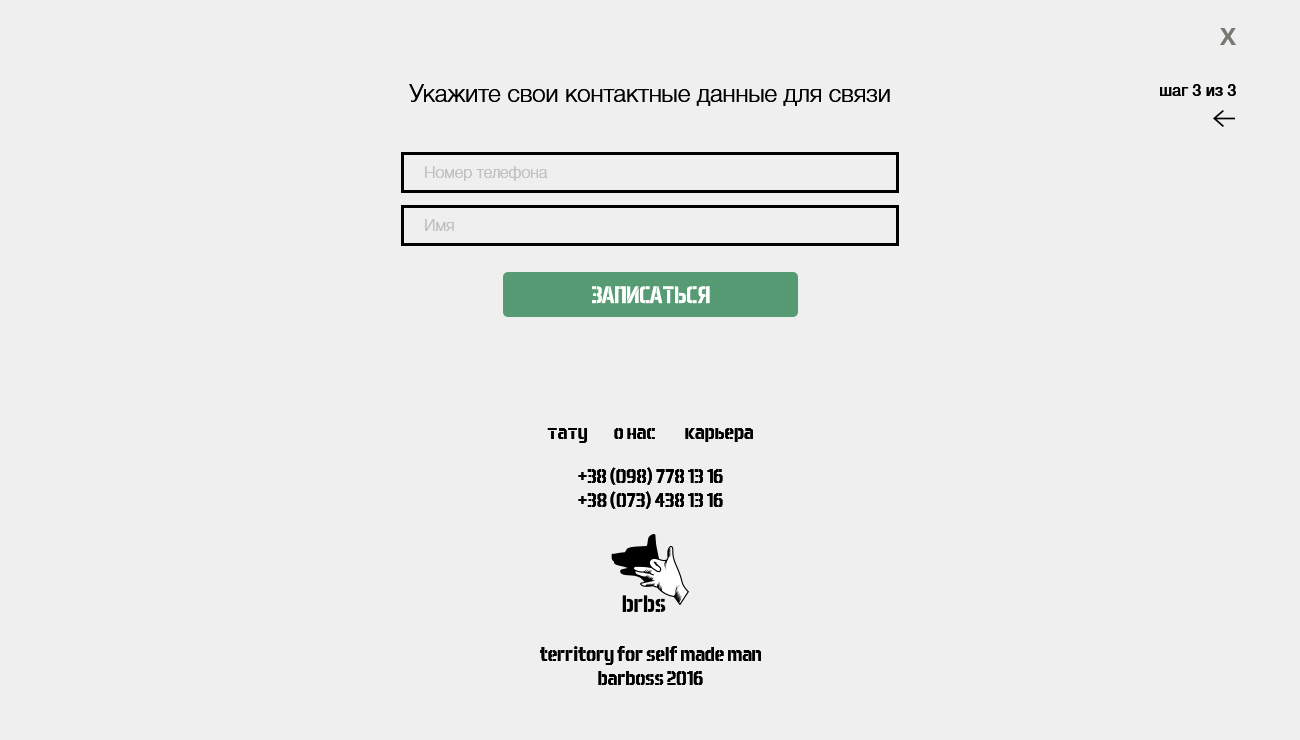 X
Укажите свои контактные данные для связи
шаг 3 из 3
Номер телефона
Имя
ЗАПИСАТЬСЯ
тату о нас карьера
+38 (098) 778 13 16
+38 (073) 438 13 16
brbs
territory for self made man
barboss 2016